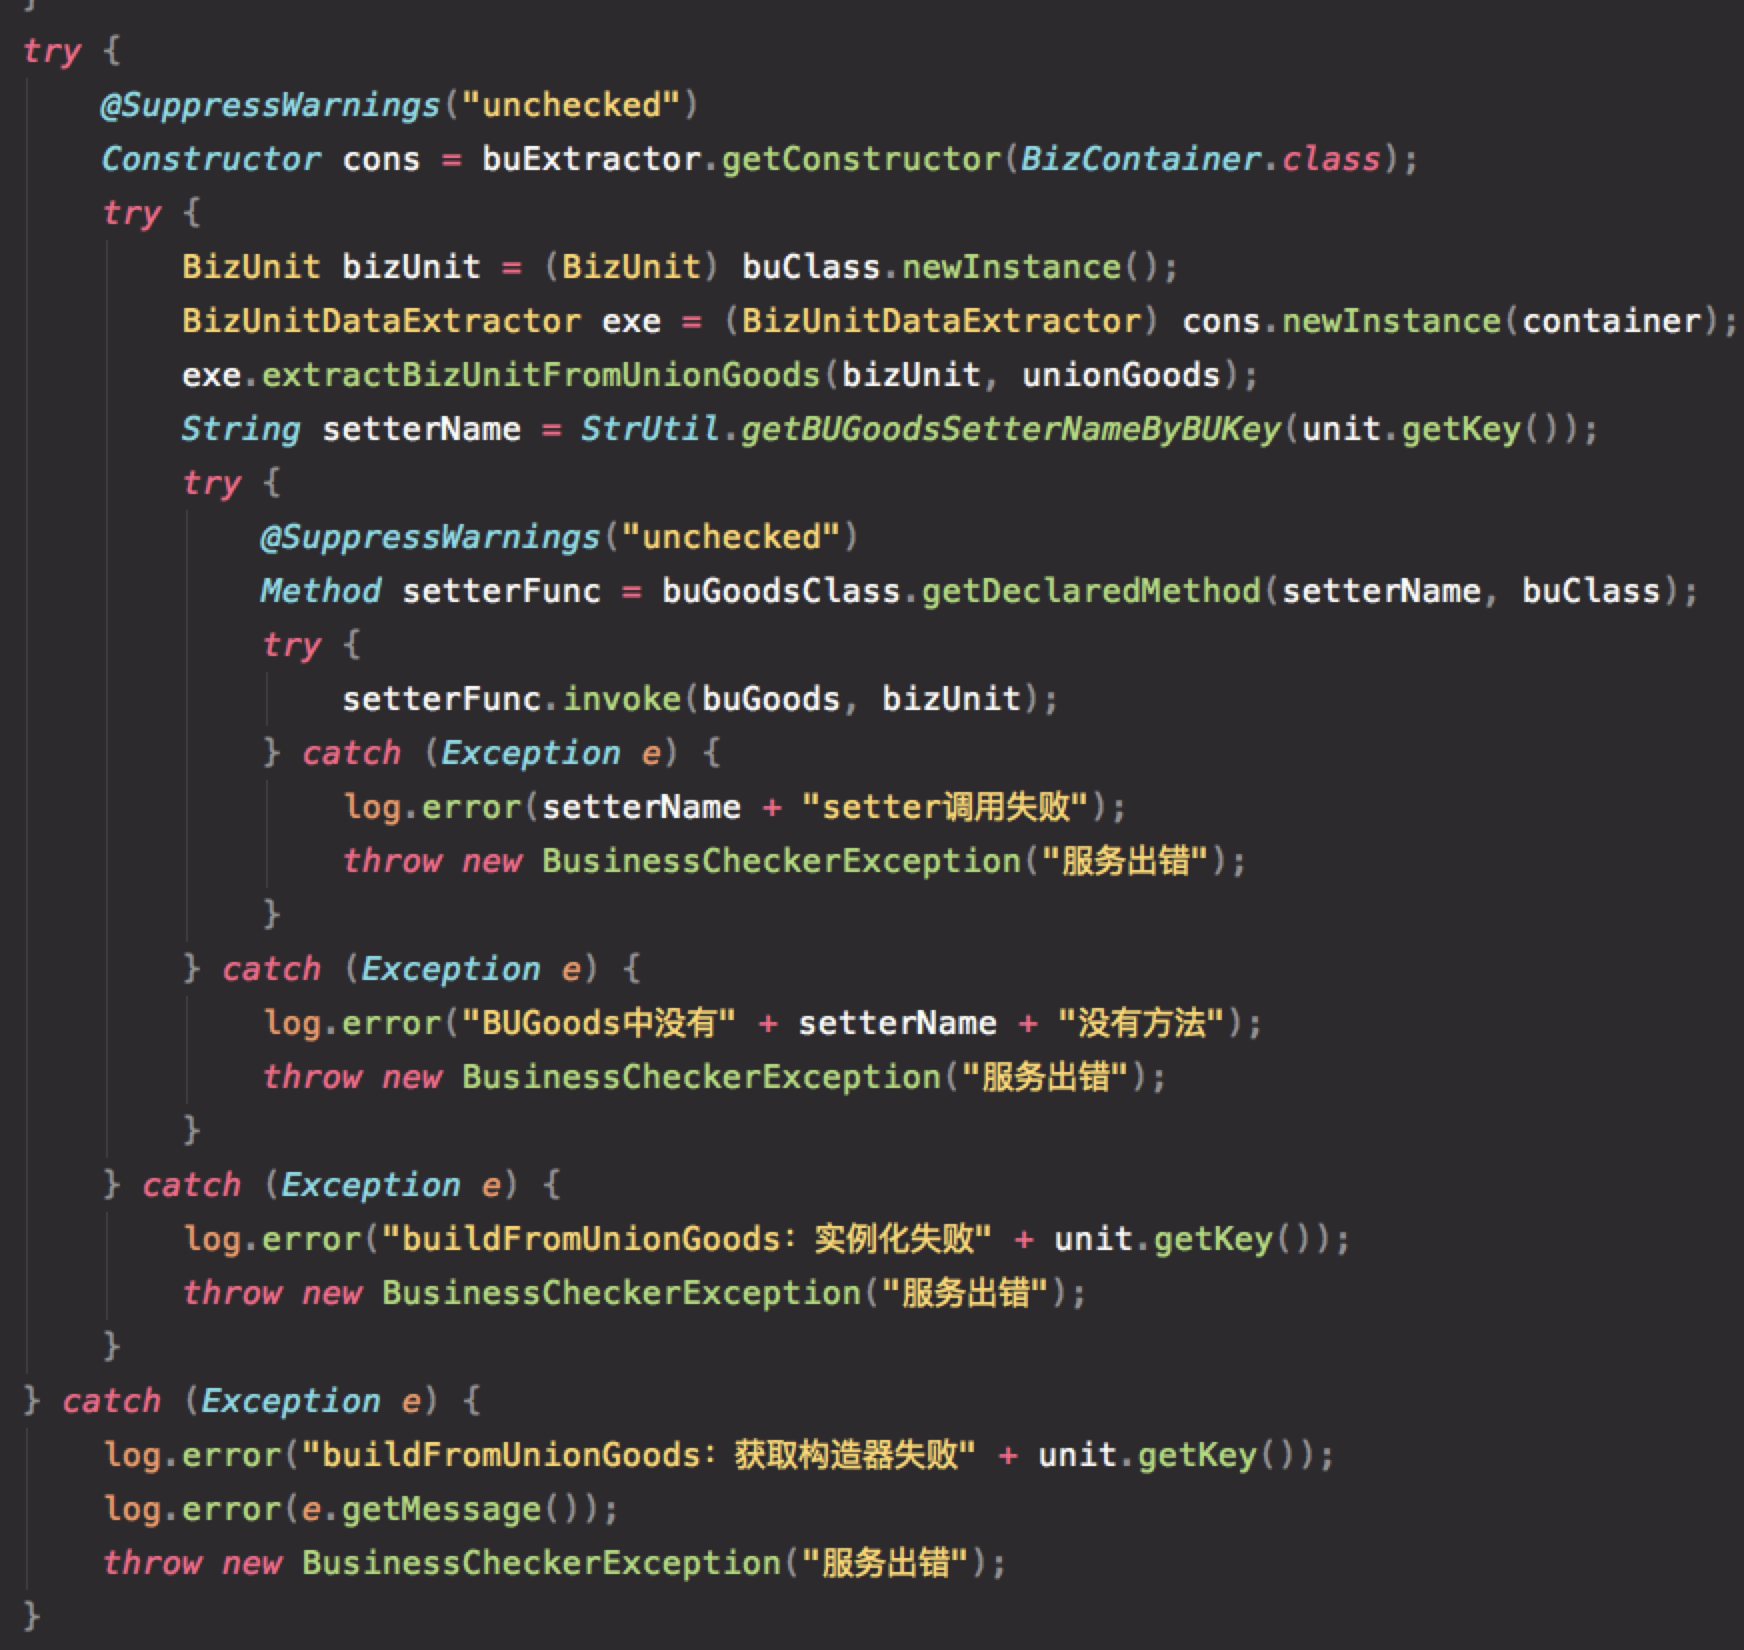 }
try {
@SuppressWarnings("unchecked")
Constructor cons = buExtractor.getConstructor(BizContainer.class);
try {
BizUnit bizUnit = (BizUnit) buClass.newInstance();
BizUnitDataExtractor exe = (BizUnitDataExtractor) cons.newInstance(container);
exe.extractBizUnitFromUnionGoods(bizUnit, unionGoods);
String setterName = StrUtil.getBUGoodsSetterNameByBUKey(unit.getKey());
try {
@SuppressWarnings("unchecked")
Method setterFunc = buGoodsClass.getDeclaredMethod(setterName, buClass);
try {
setterFunc.invoke(buGoods, bizUnit);
} catch (Exception e) {
log.error(setterName + "setter调用失败");
throw new BusinessCheckerException("服务出错");
}
} catch (Exception e) {
log.error("BUGoods中没有" + setterName + "没有方法");
throw new BusinessCheckerException("服务出错");
}
} catch (Exception e) {
log.error("buildFromUnionGoods: 实例化失败" + unit.getKey());
throw new BusinessCheckerException("服务出错");
}
} catch (Exception e) {
log.error("buildFromUnionGoods: 获取构造器失败" + unit.getKey());
log.error(e.getMessage());
throw new BusinessCheckerException("服务出错");
}